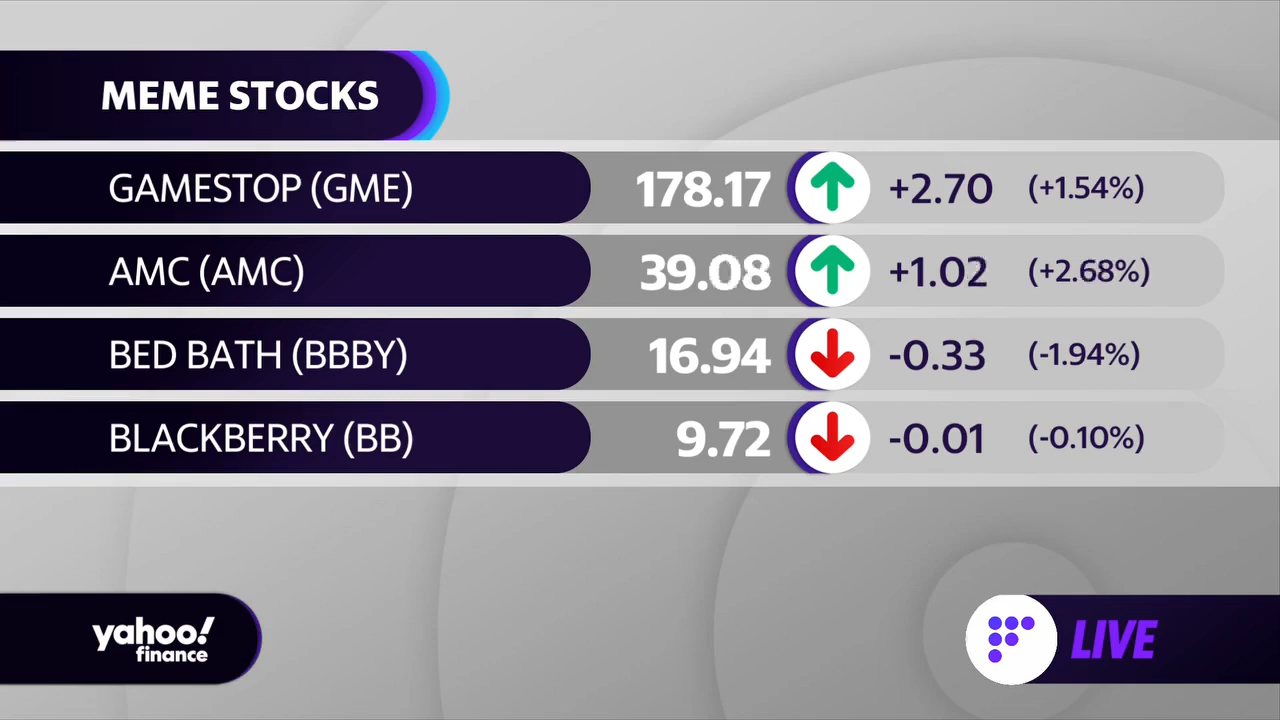 MEME STOCKS
GAMESTOP (GME) 178.17 +2.70 (+1.54%)
AMC (AMC) 39.08 +1.02 (+2.68%)
BED BATH (BBBY) 16.94 -0.33 (-1.94%)
BLACKBERRY (BB) 9.72 -0.01 (-0.10%)
yahoo!
finance
LIVE